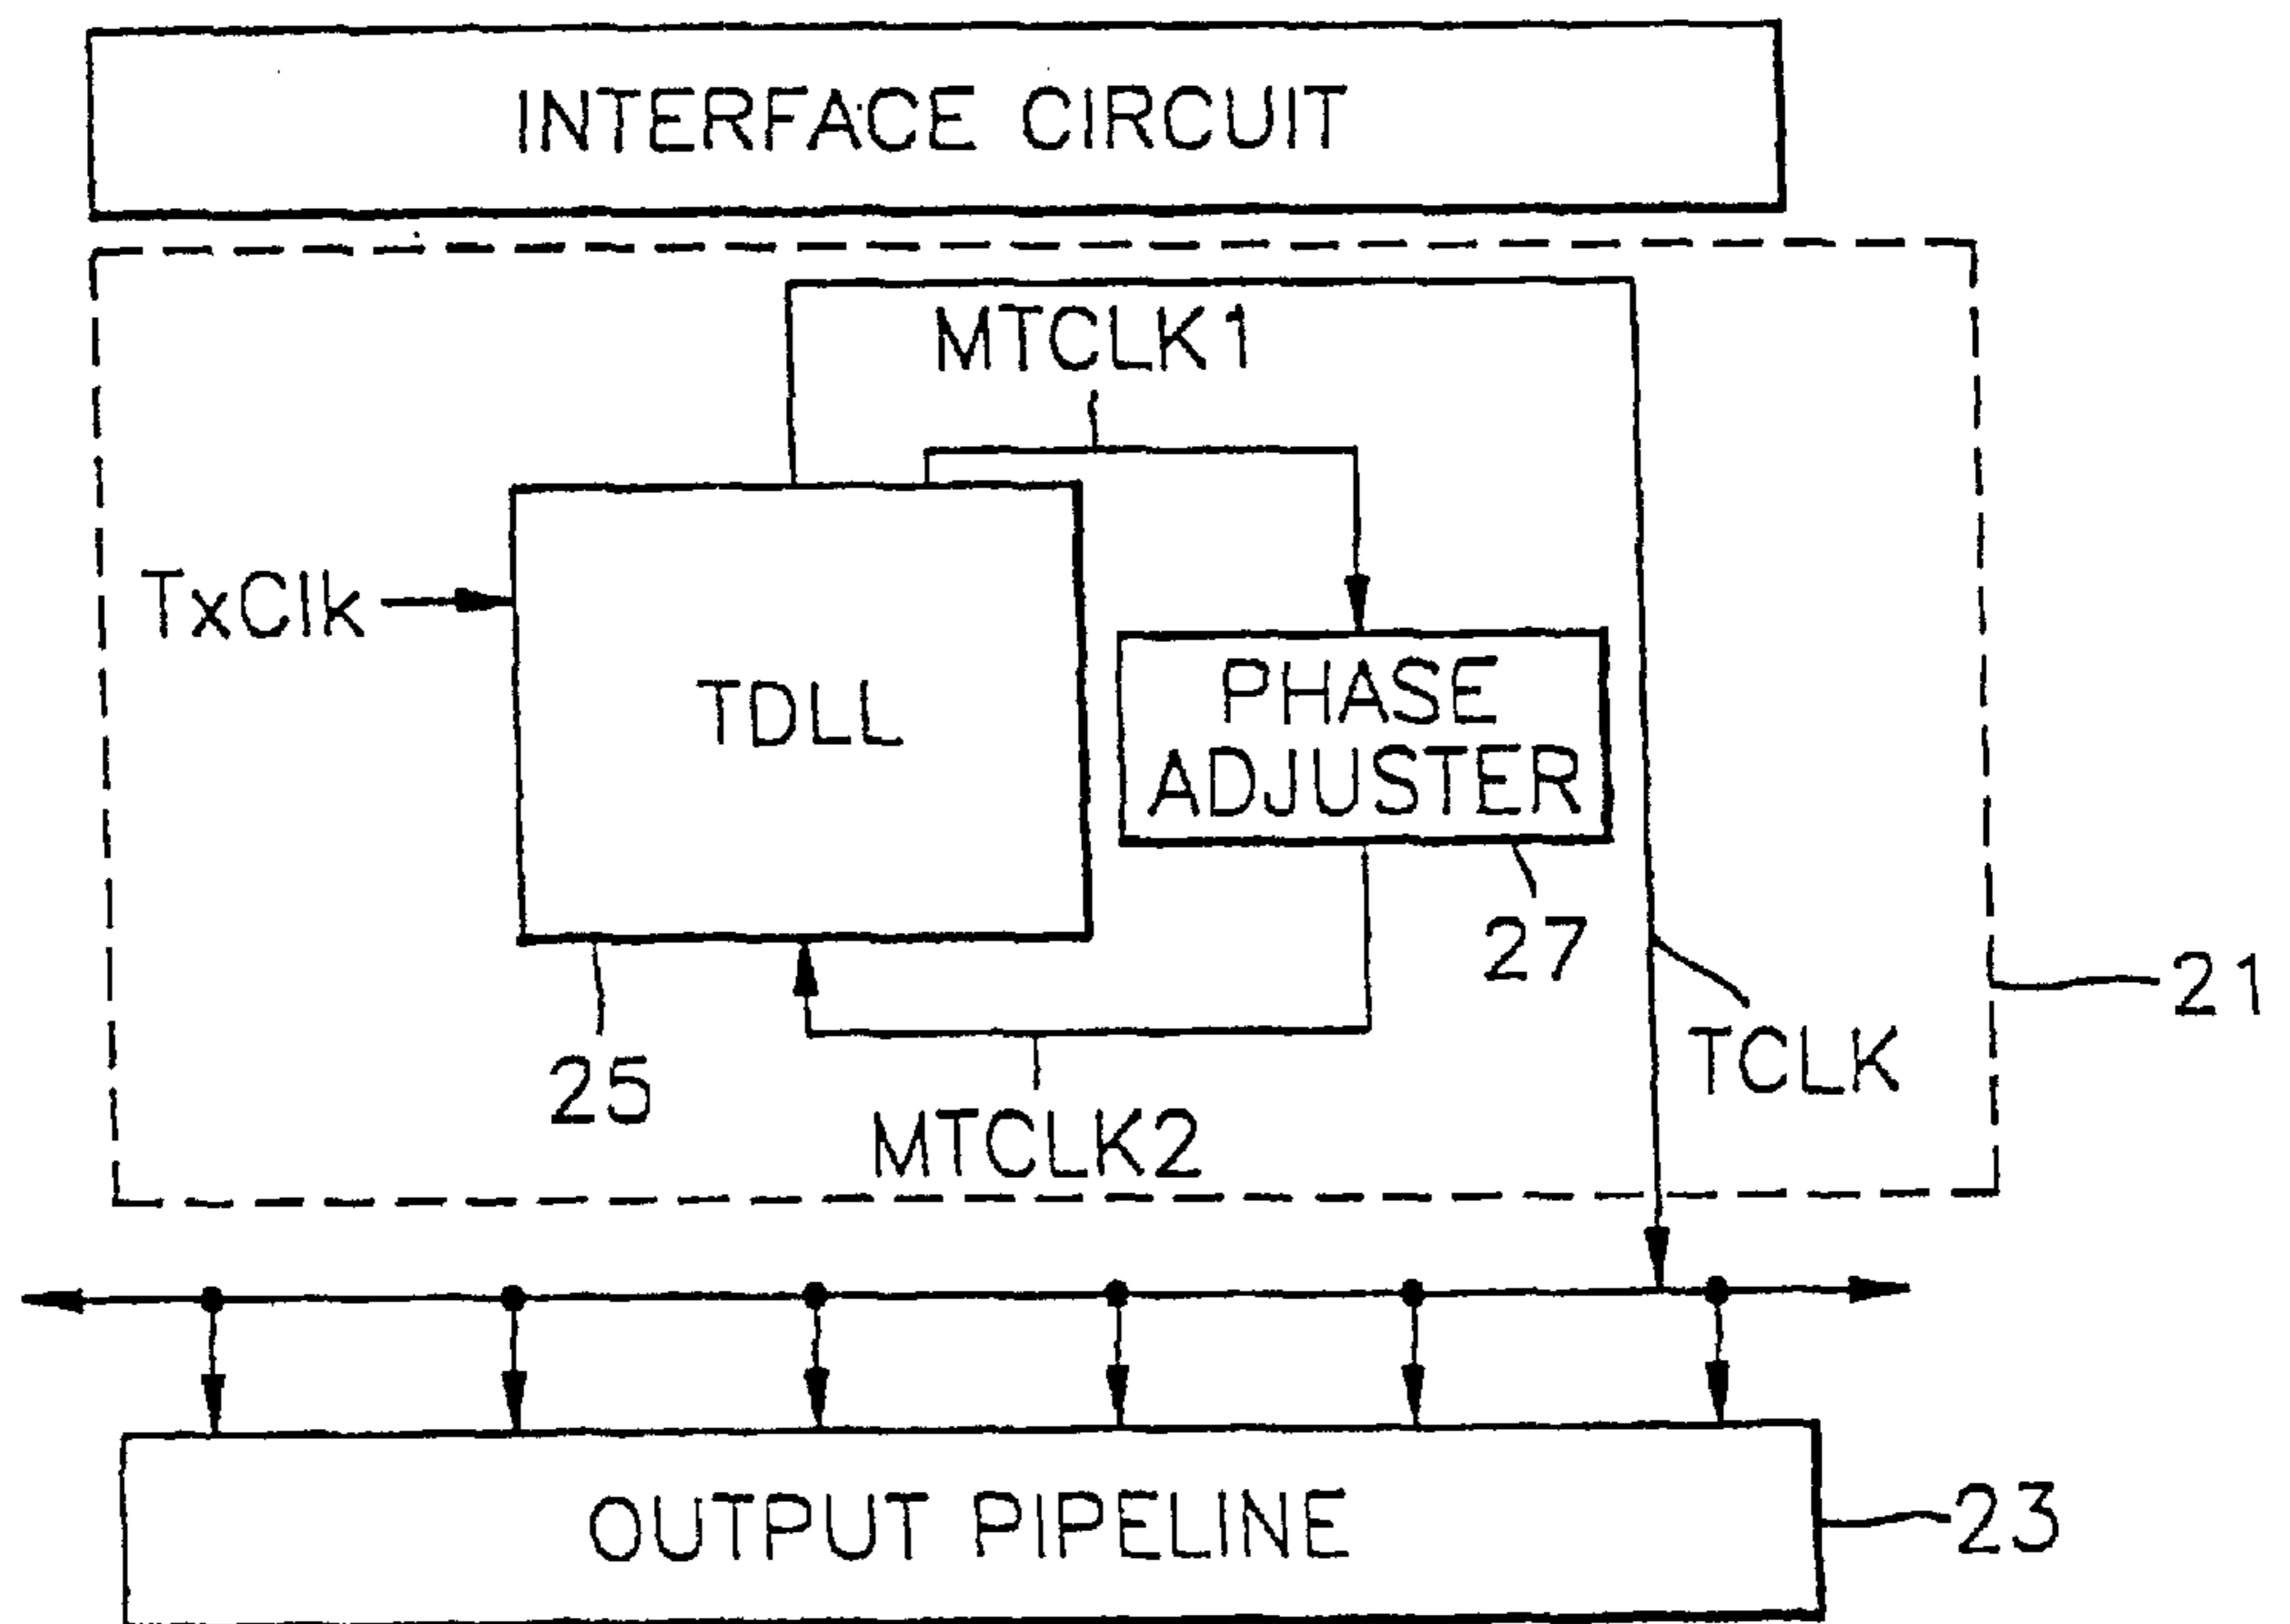 INTERFACE CIRCUIT
MTCLK1
TxClk
TDLL
PHASE
ADJUSTER
27
21
TCLK
25
MTCLK2
OUTPUT PIPELINE
23